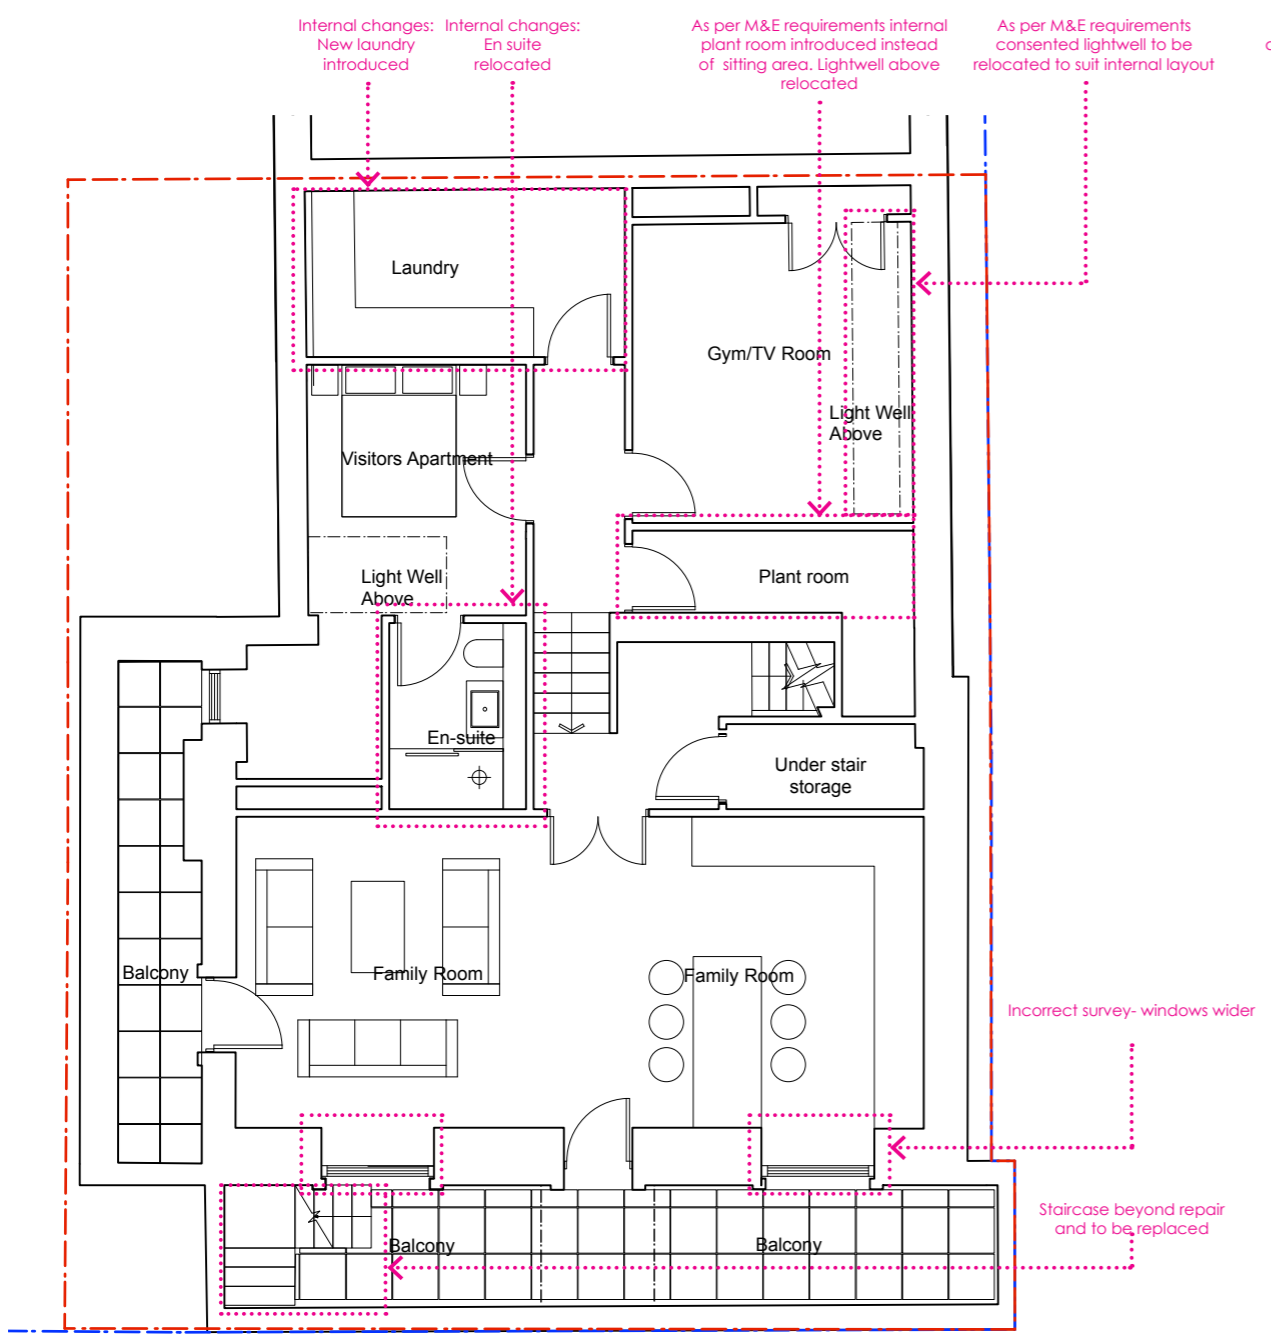 Internal changes:
New laundry
introduced
Internal changes:
En suite
relocated
As per M&E requirements internal
plant room introduced instead
of sitting area. Lightwell above
relocated
As per M&E requirements
consented lightwell to be
relocated to suit internal layout
Laundry
Gym/TV Room
Light Well
Above
Visitors Apartment
Light Well
Above
Plant room
En-suite
Under stair
storage
Balcony
Family Room
Family Room
Incorrect survey- windows wider
Staircase beyond repair
and to be replaced
Balcony
Balcony